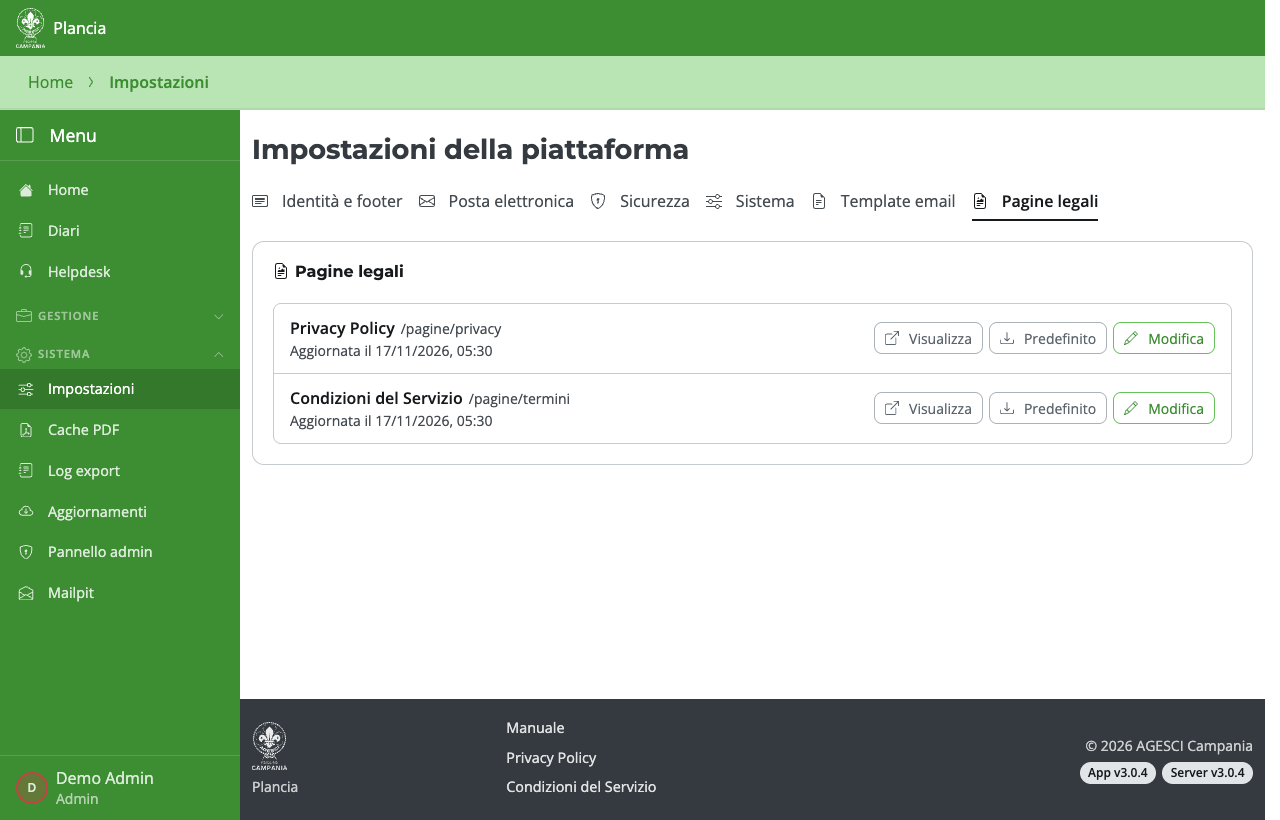 CAMPANIA
Plancia
Home
Impostazioni
Menu
Home
Diari
Helpdesk
GESTIONE
SISTEMA
Impostazioni
Cache PDF
Log export
Aggiornamenti
Pannello admin
Mailpit
D
Demo Admin
Admin
Impostazioni della piattaforma
Identità e footer
Posta elettronica
Sicurezza
Sistema
Template email
Pagine legali
Pagine legali
Privacy Policy /pagine/privacy
Aggiornata il 17/11/2026, 05:30
Visualizza
Predefinito
Modifica
Condizioni del Servizio /pagine/termini
Aggiornata il 17/11/2026, 05:30
Visualizza
Predefinito
Modifica
CAMPANIA
Plancia
Manuale
Privacy Policy
Condizioni del Servizio
© 2026 AGESCI Campania
App v3.0.4
Server v3.0.4